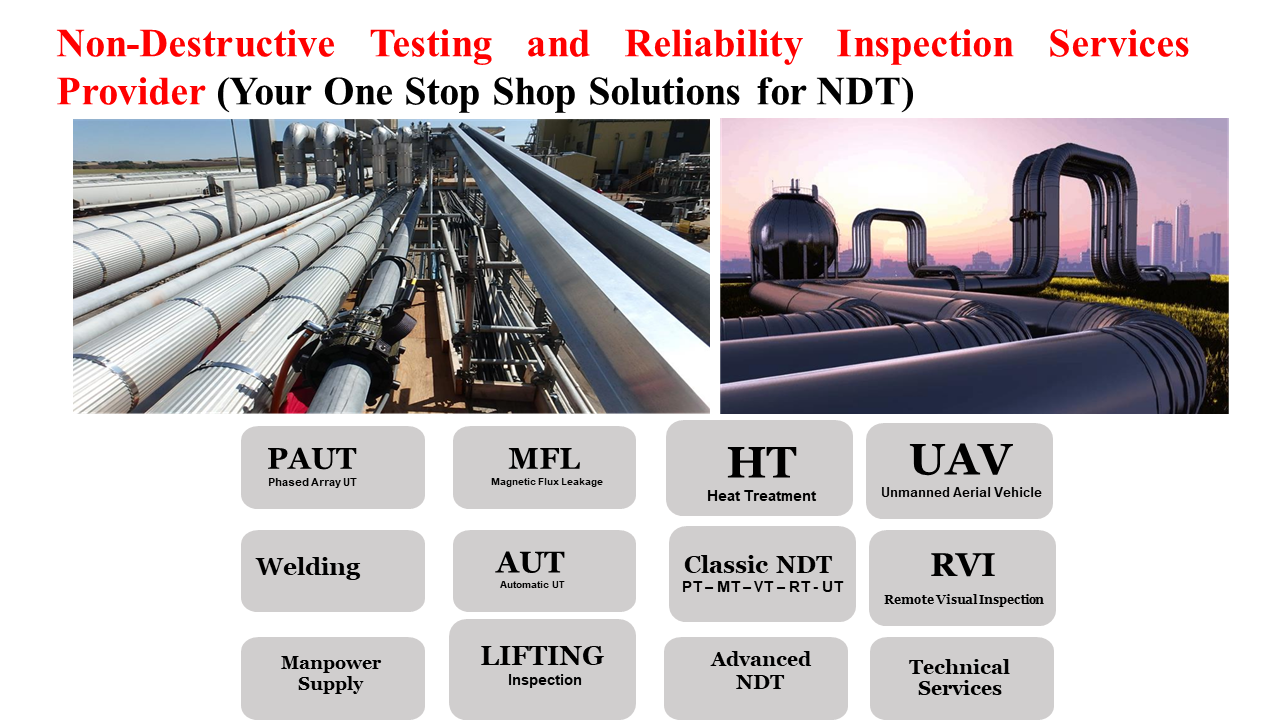 Non-Destructive Testing and Reliability Inspection Services
Provider (Your One Stop Shop Solutions for NDT)
PAUT
Phased Array UT
MFL
Magnetic Flux Leakage
HT
Heat Treatment
UAV
Unmanned Aerial Vehicle
Welding
AUT
Automatic UT
Classic NDT
PT – MT – VT – RT - UT
RVI
Remote Visual Inspection
Manpower
Supply
LIFTING
Inspection
Advanced
NDT
Technical
Services